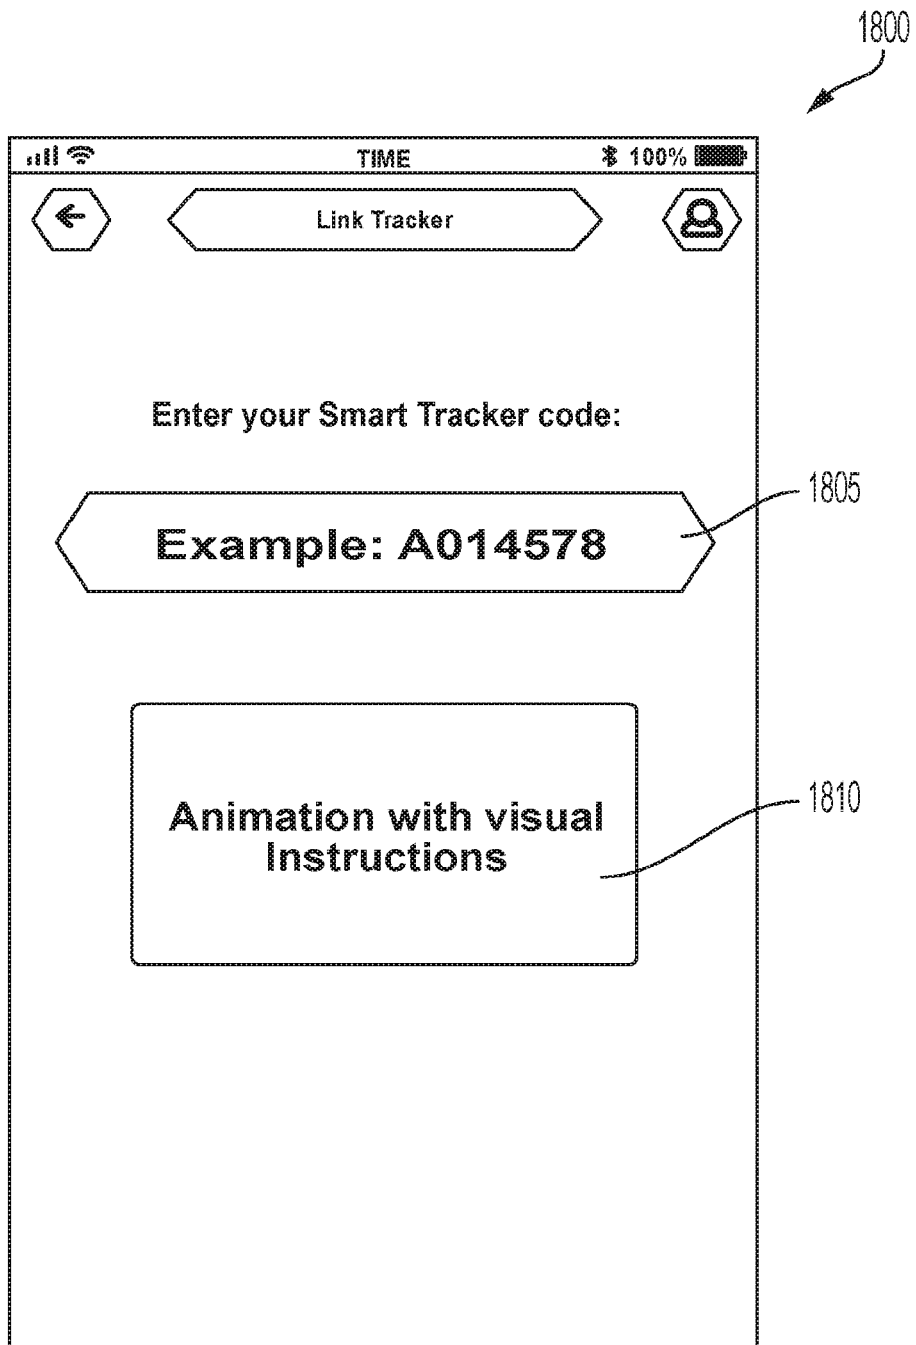 1800
TIME
100%
Link Tracker
Enter your Smart Tracker code:
Example: A014578
1805
Animation with visual
Instructions
1810